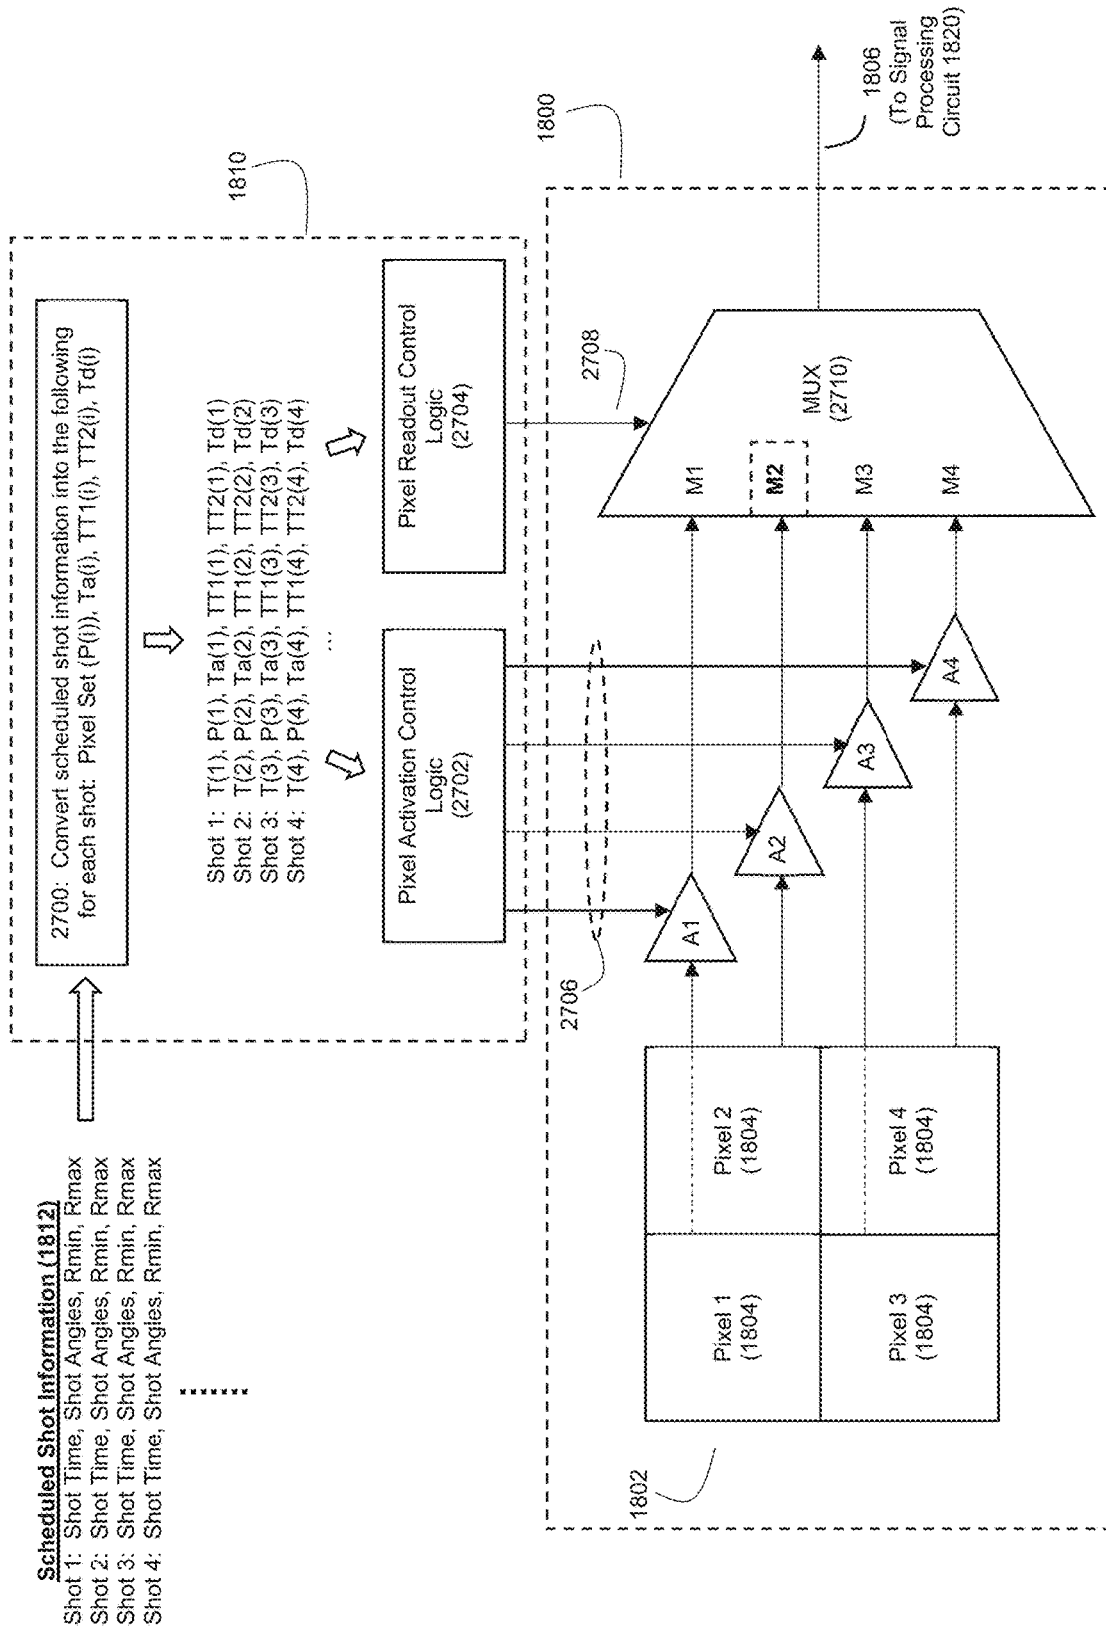 Scheduled Shot Information (1812)
Shot 1: Shot Time, Shot Angles, Rmin, Rmax
Shot 2: Shot Time, Shot Angles, Rmin, Rmax
Shot 3: Shot Time, Shot Angles, Rmin, Rmax
Shot 4: Shot Time, Shot Angles, Rmin, Rmax
.......
2700: Convert scheduled shot information into the following
for each shot: Pixel Set (P(i)), Ta(i), TT1(i), TT2(i), Td(i)
Shot 1: T(1), P(1), Ta(1), TT1(1), TT2(1), Td(1)
Shot 2: T(2), P(2), Ta(2), TT1(2), TT2(2), Td(2)
Shot 3: T(3), P(3), Ta(3), TT1(3), TT2(3), Td(3)
Shot 4: T(4), P(4), Ta(4), TT1(4), TT2(4), Td(4)
...
1810
Pixel Activation Control
Logic
(2702)
Pixel Readout Control
Logic
(2704)
2706
2708
1800
1802
Pixel 1
(1804)
Pixel 2
(1804)
Pixel 3
(1804)
Pixel 4
(1804)
A1
A2
A3
A4
M1
M2
M3
M4
MUX
(2710)
1806
(To Signal
Processing
Circuit 1820)